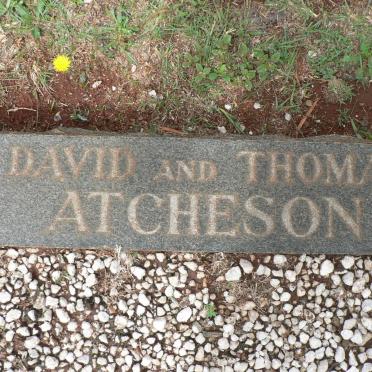 DAVID AND THOMA
ATCHESON